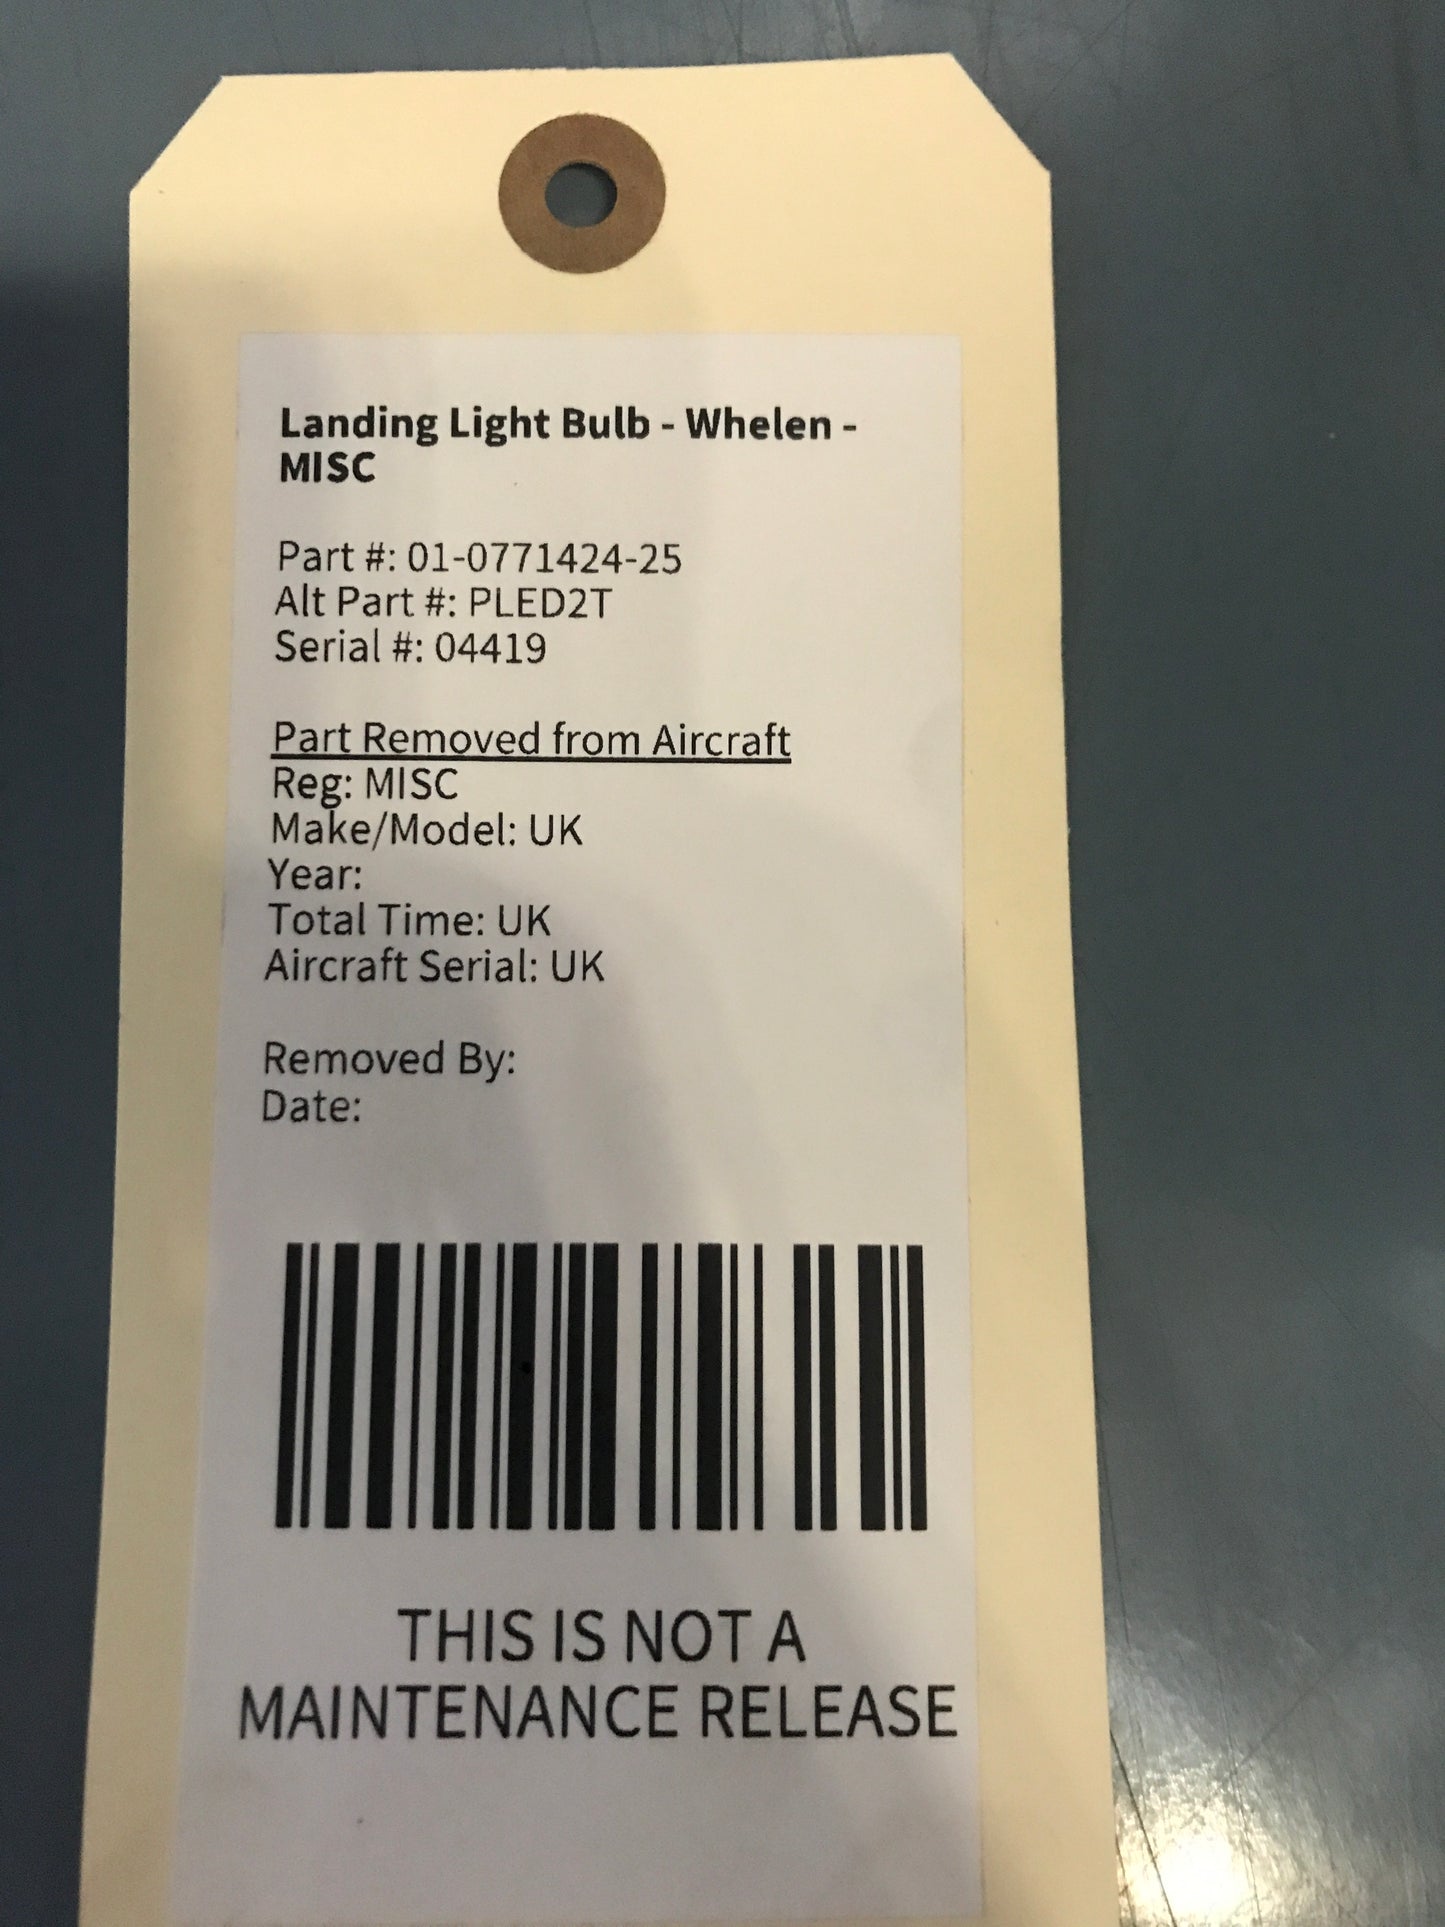 Landing Light Bulb - Whelen -
MISC
Part #: 01-0771424-25
Alt Part #: PLED2T
Serial #: 04419
Part Removed from Aircraft
Reg: MISC
Make/Model: UK
Year:
Total Time: UK
Aircraft Serial: UK
Removed By:
Date:
THIS IS NOT A
MAINTENANCE RELEASE